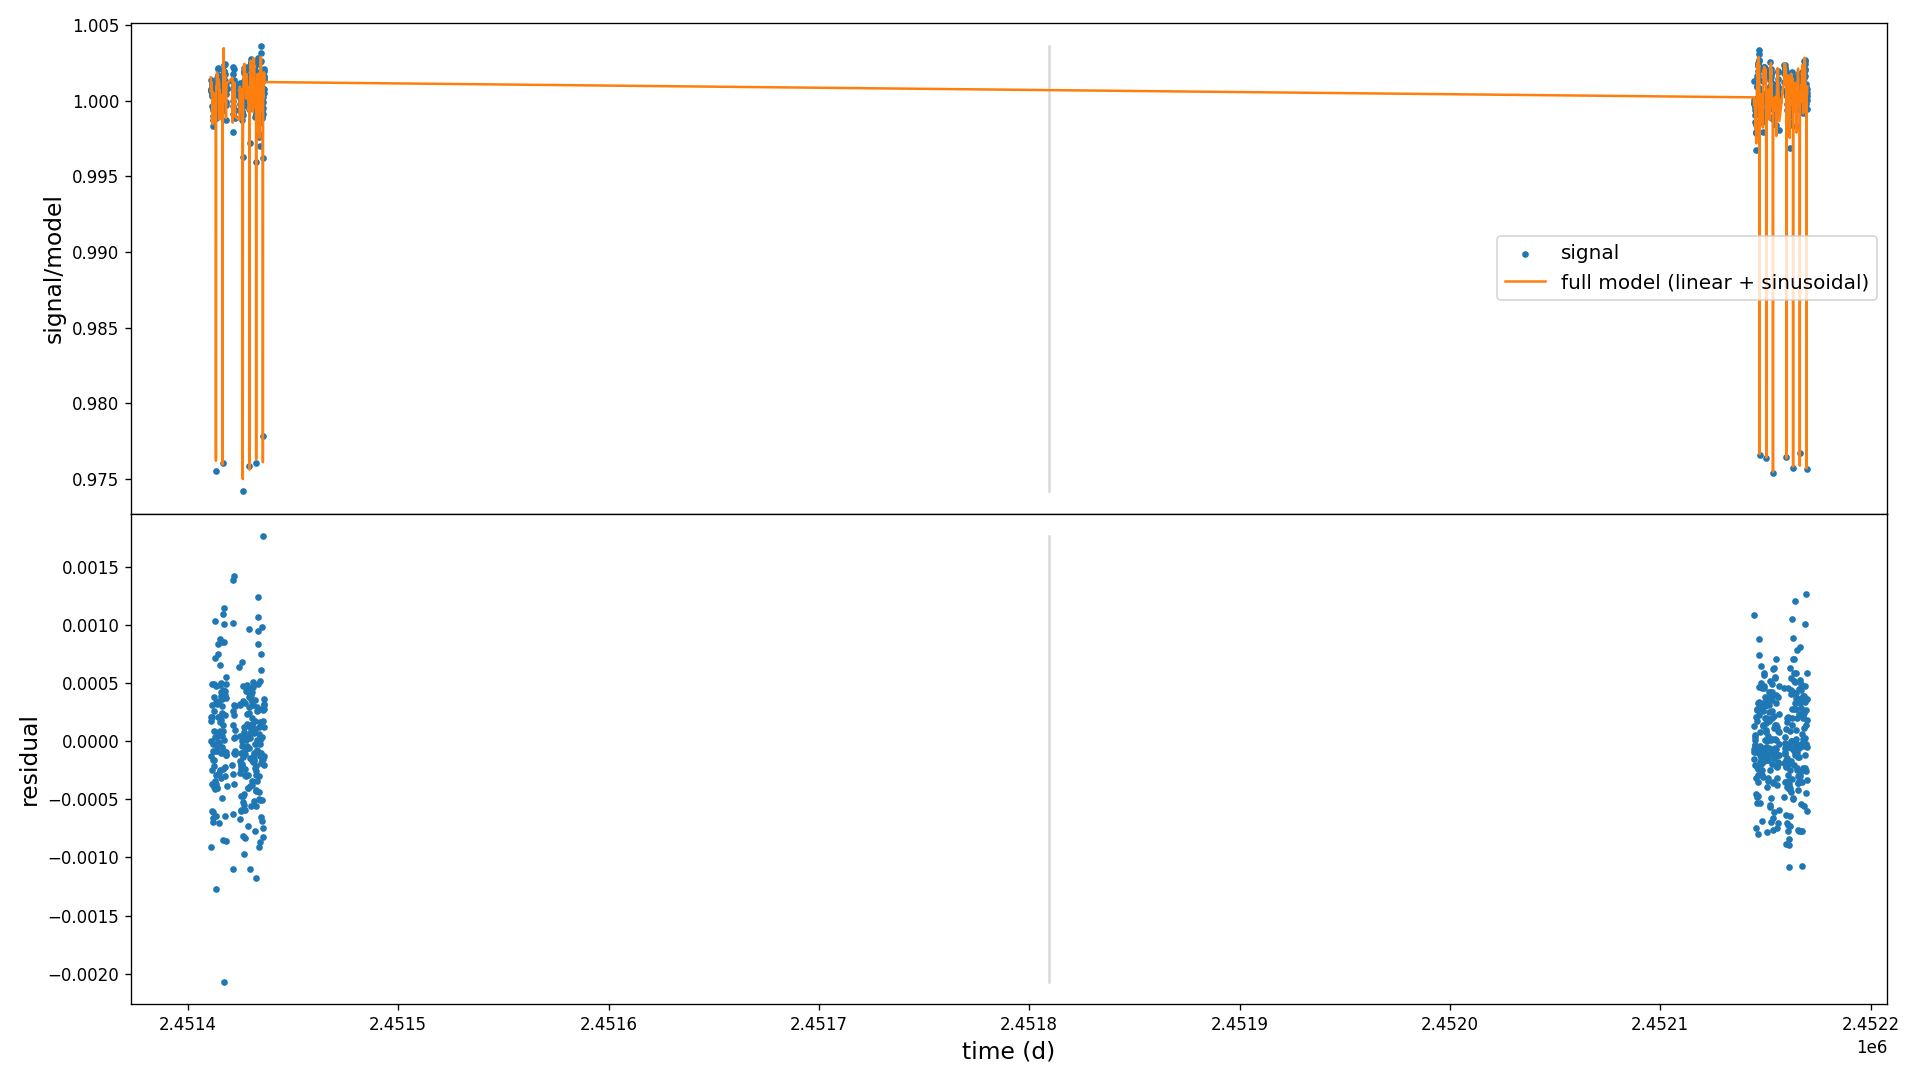 1.005
1.000
0.995
0.990
0.985
0.980
0.975
signal/model
signal
full model (linear + sinusoidal)
0.0015
0.0010
0.0005
0.0000
−0.0005
−0.0010
−0.0015
−0.0020
residual
2.4514 2.4515 2.4516 2.4517 2.4518 2.4519 2.4520 2.4521 2.4522
1e6
time (d)